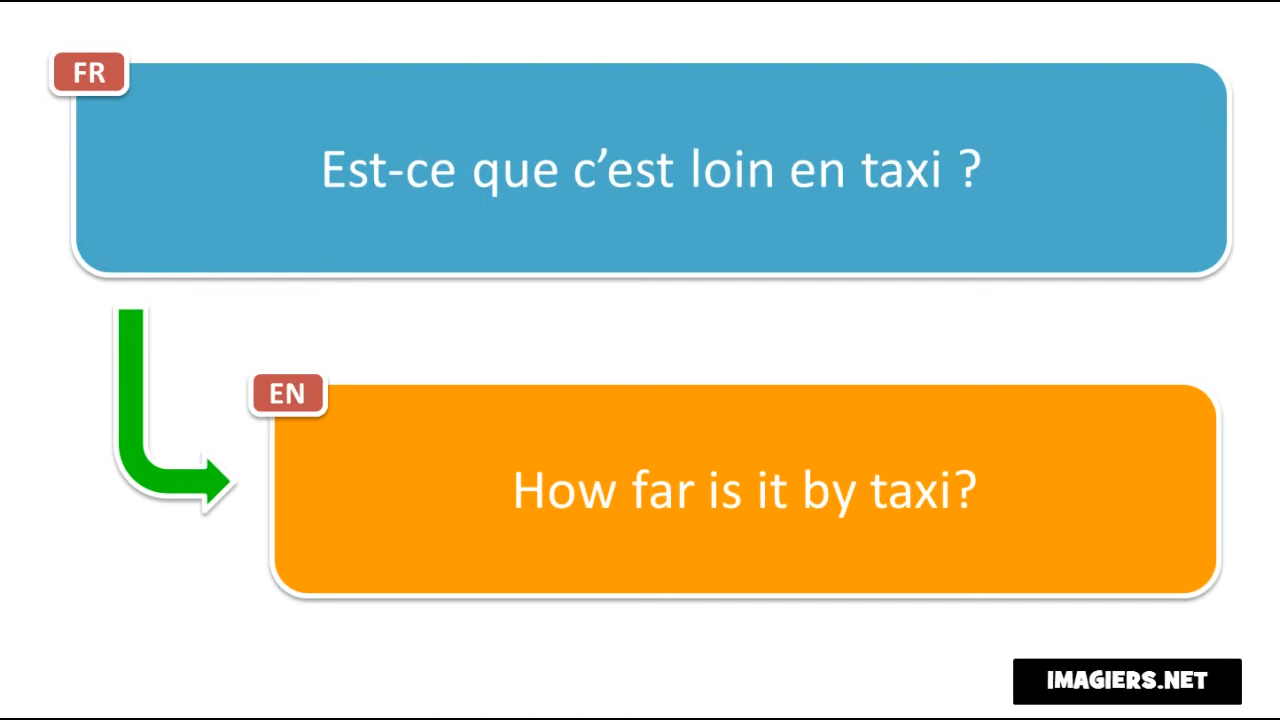 FR
Est-ce que c’est loin en taxi ?
EN
How far is it by taxi?
IMAGIERS.NET